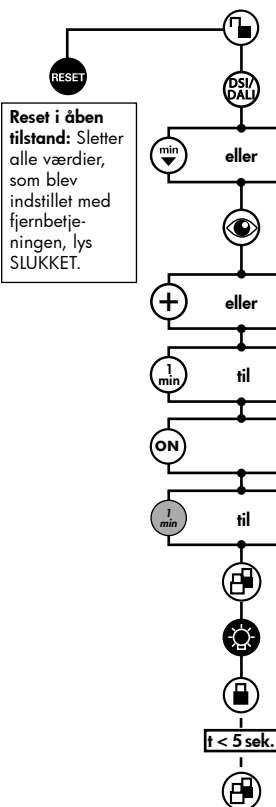 RESET
DSI/
DALI
Reset i åben
tilstand: Sletter
alle værdier,
som blev
indstillet med
fjernbetje-
ningen, lys
SLUKKET.
min
eller
+
eller
1
min
til
ON
1
min
til
t < 5 sek.